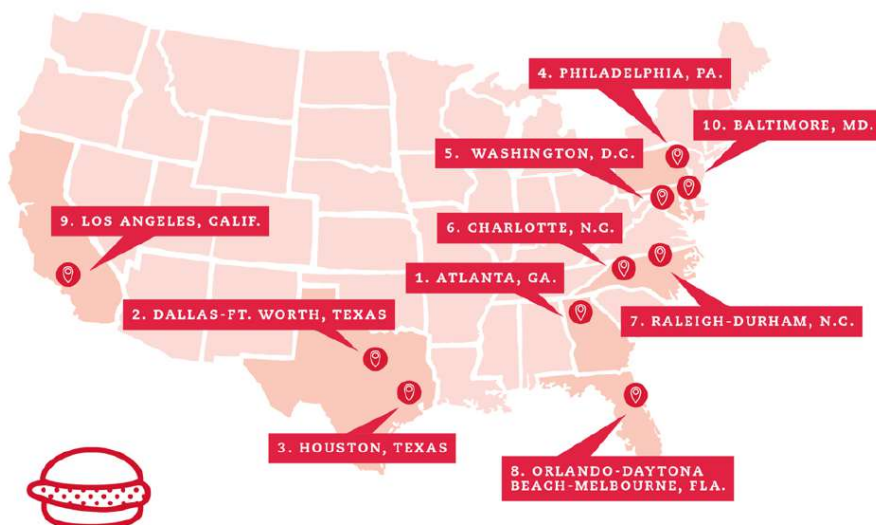 4. PHILADELPHIA, PA.
10. BALTIMORE, MD.
5. WASHINGTON, D.C.
9. LOS ANGELES, CALIF.
6. CHARLOTTE, N.C.
1. ATLANTA, GA.
2. DALLAS-FT. WORTH, TEXAS
7. RALEIGH-DURHAM, N.C.
3. HOUSTON, TEXAS
8. ORLANDO-DAYTONA
BEACH-MELBOURNE, FLA.